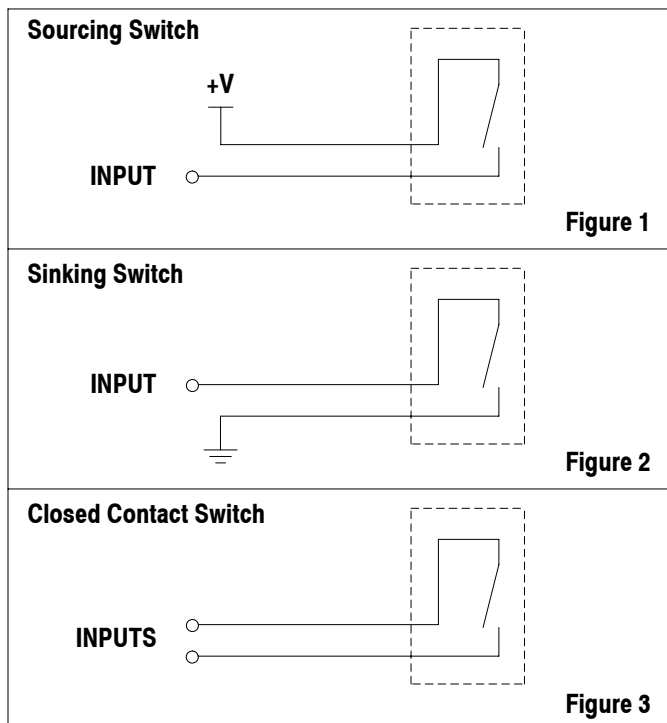 Sourcing Switch
+V
INPUT
Figure 1
Sinking Switch
INPUT
Figure 2
Closed Contact Switch
INPUTS
Figure 3